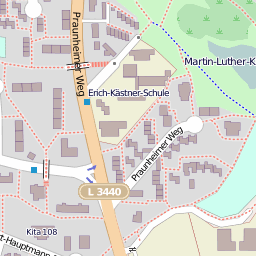 Praunheimer Weg
Martin-Luther-K
Erich-Kästner-Schule
Praunheimer Weg
L 3440
Kita 108
t-Hauptmann